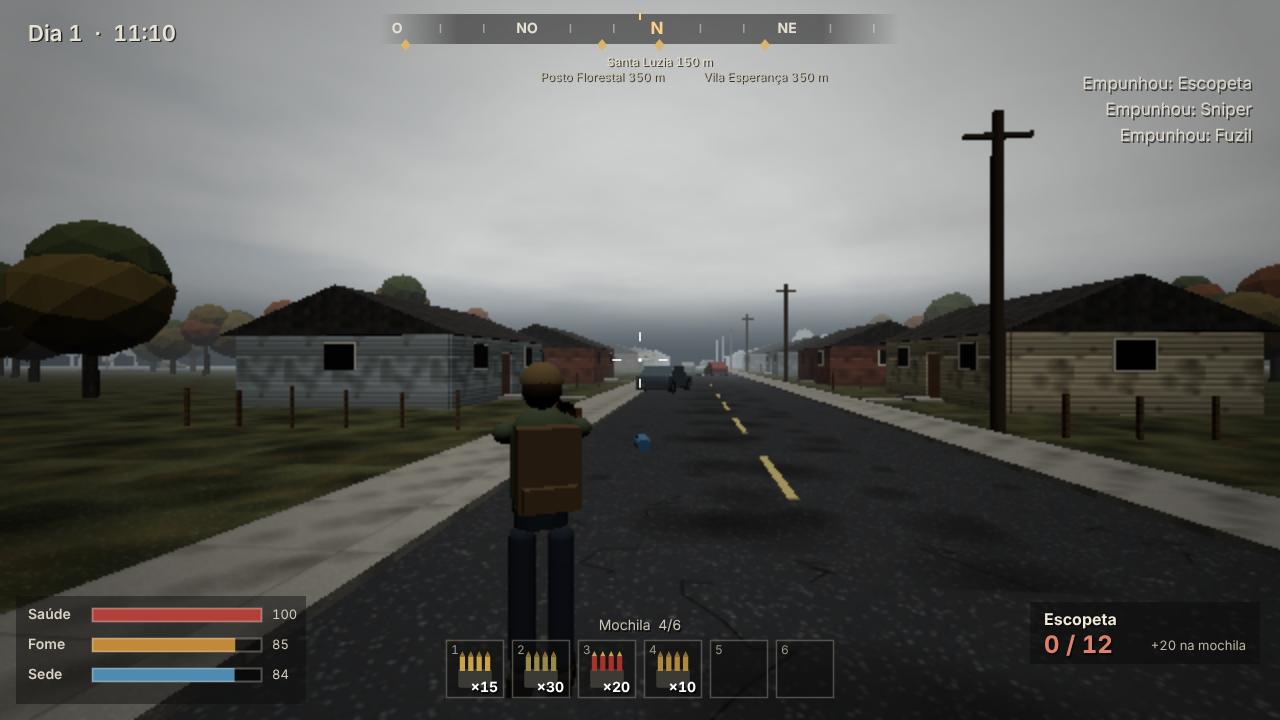 Dia 1 · 11:10
O NO N NE
Santa Luzia 150 m
Posto Florestal 350 m Vila Esperança 350 m
Empunhou: Escopeta
Empunhou: Sniper
Empunhou: Fuzil
Saúde 100
Fome 85
Sede 84
Mochila 4/6
1 2 3 4 5 6
×15 ×30 ×20 ×10
Escopeta
0 / 12 +20 na mochila